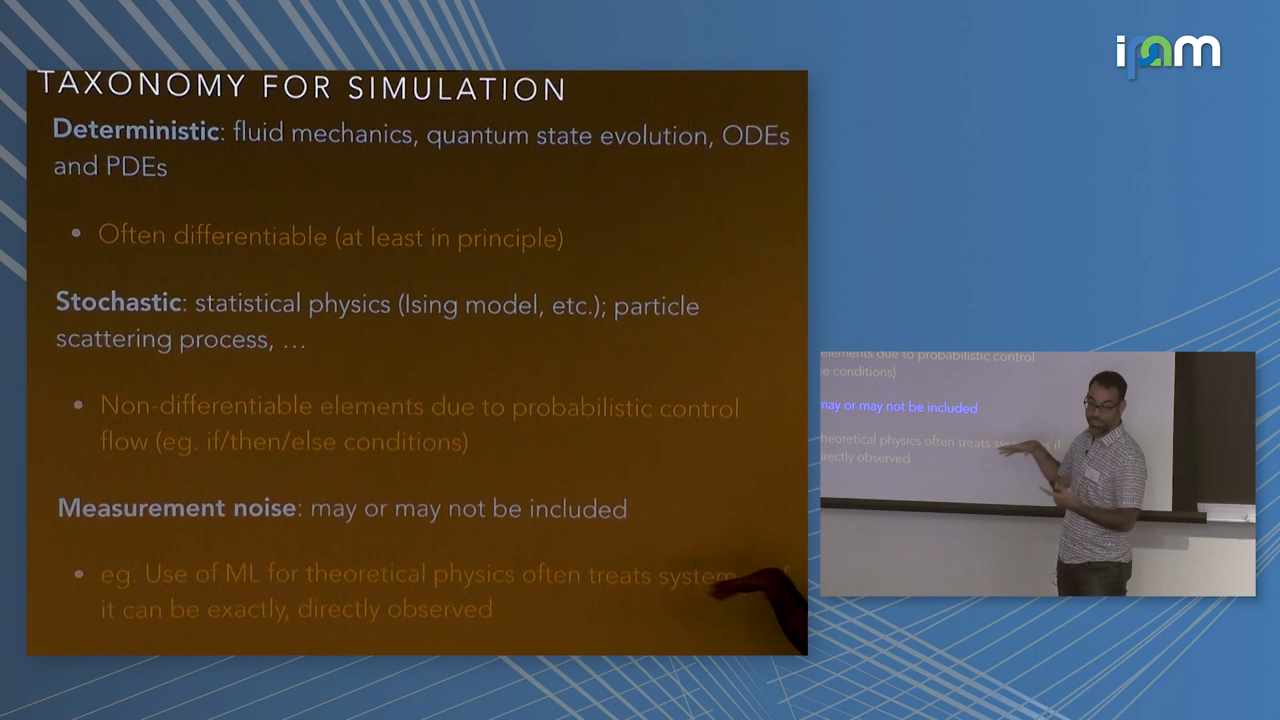 TAXONOMY FOR SIMULATION
Deterministic: fluid mechanics, quantum state evolution, ODEs
and PDEs
• Often differentiable (at least in principle)
Stochastic: statistical physics (Ising model, etc.); particle
scattering process, …
• Non-differentiable elements due to probabilistic control
flow (eg. if/then/else conditions)
Measurement noise: may or may not be included
• eg. Use of ML for theoretical physics often treats system
it can be exactly, directly observed
ipam
elements due to probabilistic control
se conditions)
may or may not be included
theoretical physics often treats if
directly observed